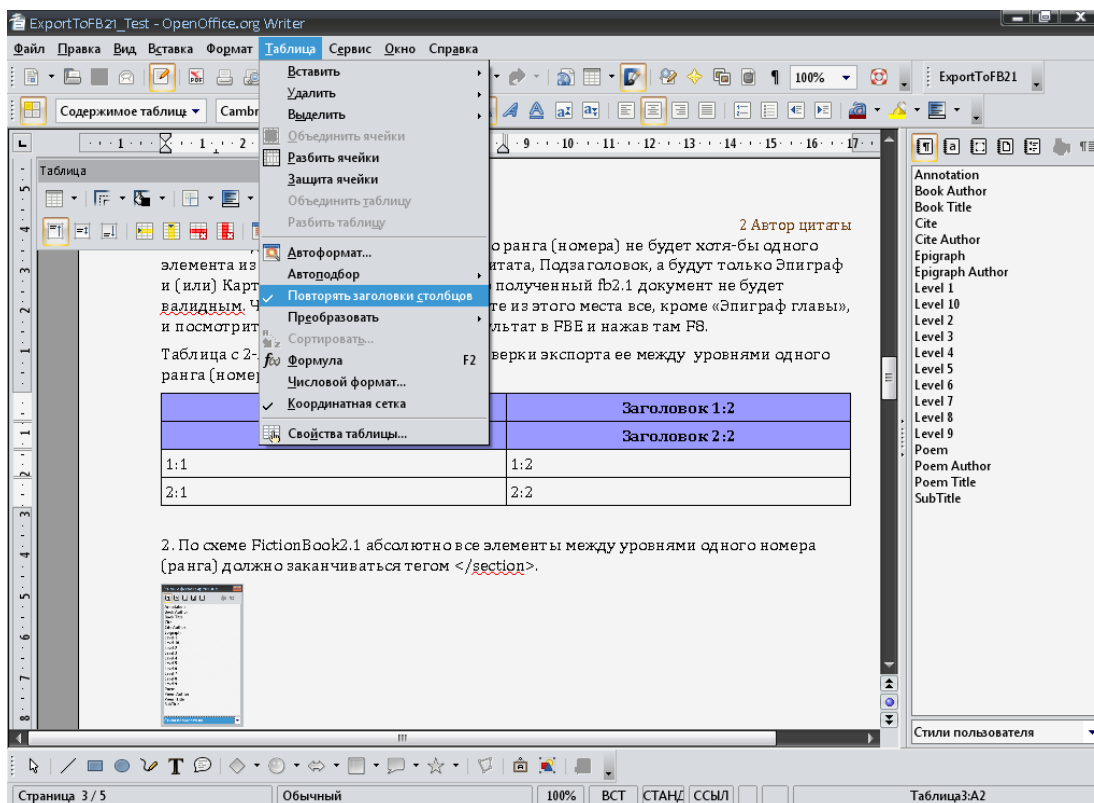 ExportToFB21_Test - OpenOffice.org Writer
Файл Правка Вид Вставка Формат Таблица Сервис Окно Справка
100%
ExportToFB21
Содержимое таблиц
Cambr
Таблица
Вставить
Удалить
Выделить
Объединить ячейки
Разбить ячейки
Защита ячейки
Объединить таблицу
Разбить таблицу
Автоформат...
Автоподбор
Повторять заголовки столбцов
Преобразовать
Сортировать...
Формула F2
Числовой формат...
Координатная сетка
Свойства таблицы...
2 Автор цитаты
о ранга (номера) не будет хотя-бы одного
элемента из итата, Подзаголовок, а будут только Эпиграф
и (или) Карт полученный fb2.1 документ не будет
валидным. Ч те из этого места все, кроме «Эпиграф главы»,
и посмотрит льтат в FBE и нажав там F8.
Таблица с 2- верки экспорта ее между уровнями одного
ранга (номе
Заголовок 1:2
Заголовок 2:2
1:1 1:2
2:1 2:2
2. По схеме FictionBook2.1 абсолютно все элементы между уровнями одного номера
(ранга) должно заканчиваться тегом </section>.
Annotation
Book Author
Book Title
Cite
Cite Author
Epigraph
Epigraph Author
Level 1
Level 10
Level 2
Level 3
Level 4
Level 5
Level 6
Level 7
Level 8
Level 9
Poem
Poem Author
Poem Title
SubTitle
Стили пользователя
Страница 3 / 5 Обычный 100% ВСТ СТАНД ССЫЛ Таблица3:A2